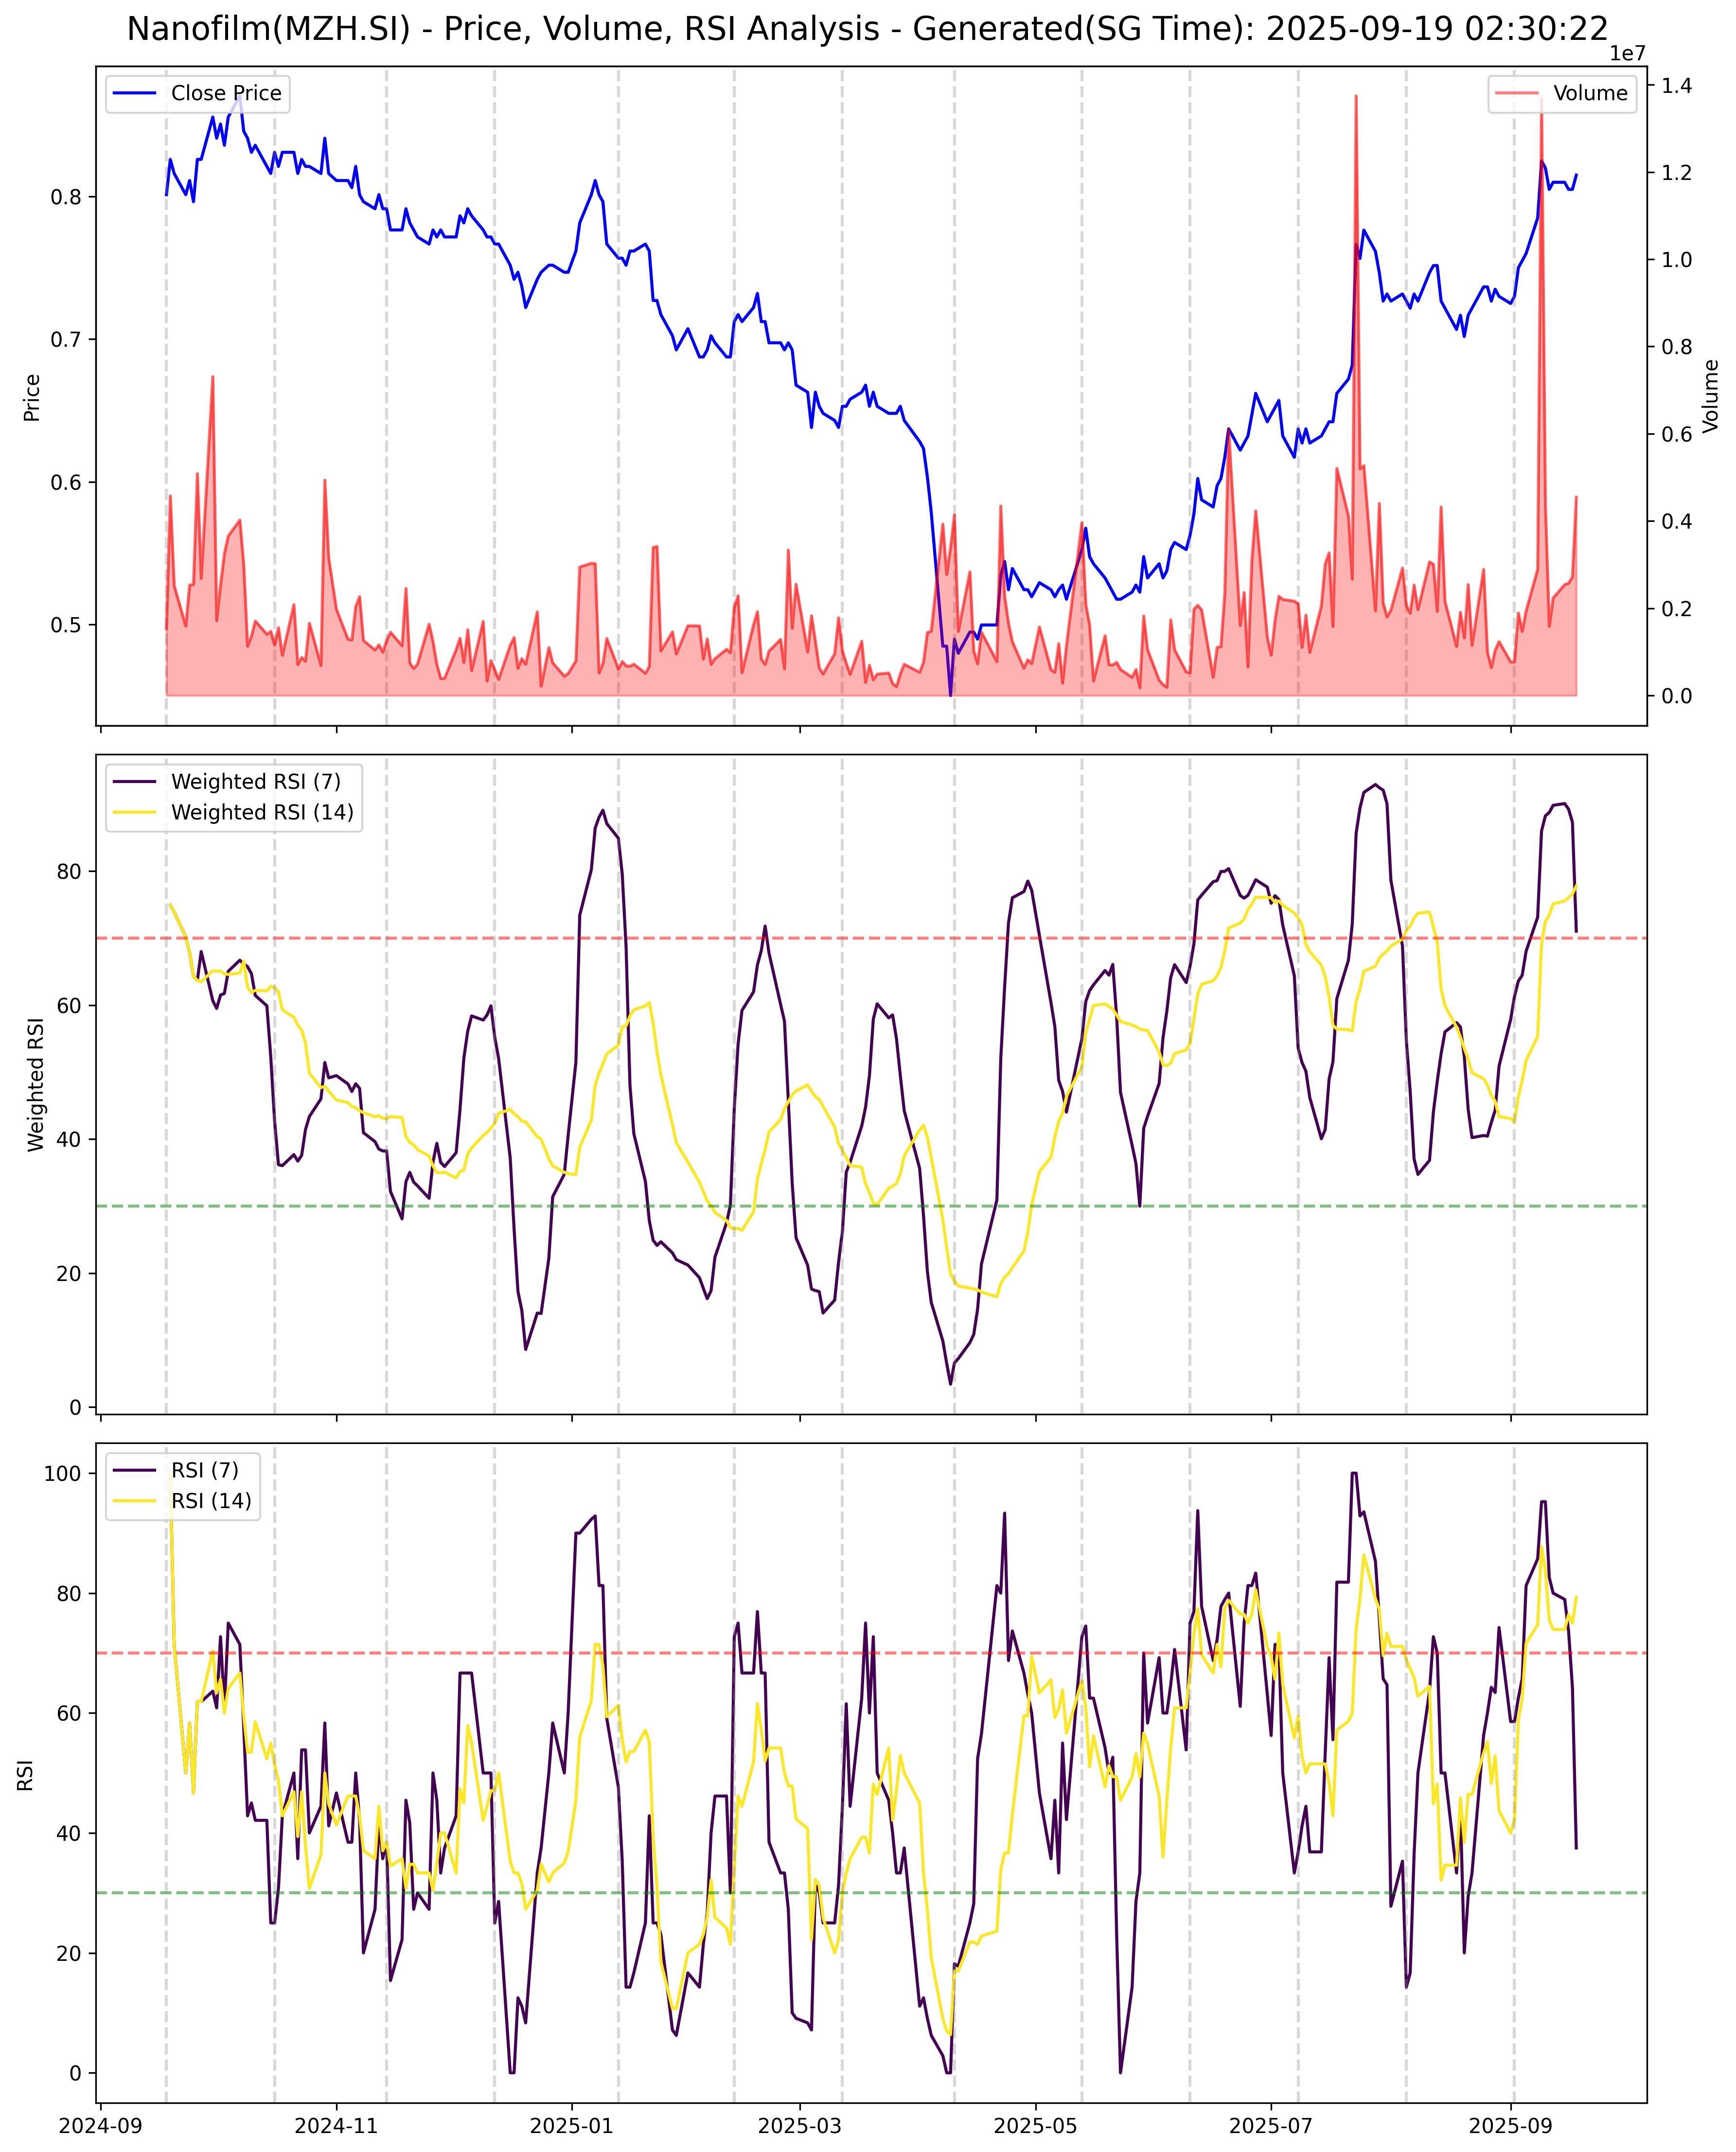 Nanofilm(MZH.SI) - Price, Volume, RSI Analysis - Generated(SG Time): 2025-09-19 02:30:22
1e7
Close Price
Volume
1.4
1.2
1.0
0.8
0.6
0.4
0.2
0.0
Volume
0.8
0.7
0.6
0.5
Price
Weighted RSI (7)
Weighted RSI (14)
80
60
40
20
0
Weighted RSI
RSI (7)
RSI (14)
100
80
60
40
20
0
RSI
2024-09
2024-11
2025-01
2025-03
2025-05
2025-07
2025-09